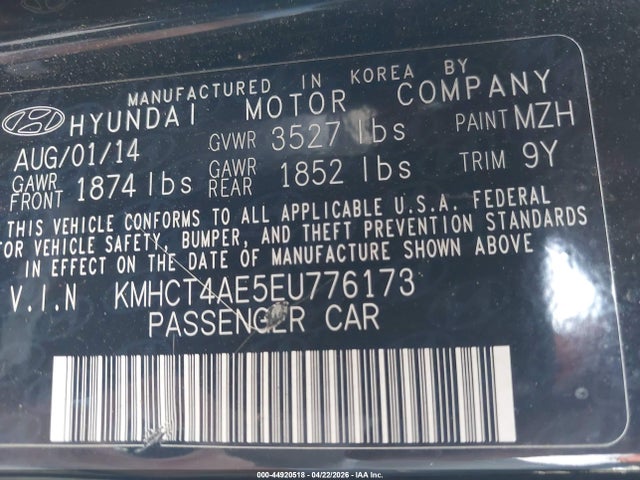 MANUFACTURED IN KOREA BY
HYUNDAI MOTOR COMPANY
AUG/01/14 GVWR 3527 lbs PAINT MZH
GAWR FRONT 1874 lbs GAWR REAR 1852 lbs TRIM 9Y
THIS VEHICLE CONFORMS TO ALL APPLICABLE U.S.A. FEDERAL
OR VEHICLE SAFETY, BUMPER, AND THEFT PREVENTION STANDARDS
IN EFFECT ON THE DATE OF MANUFACTURE SHOWN ABOVE
V.I.N KMHCT4AE5EU776173
PASSENGER CAR
000-44920518 - 04/22/2026 - IAA Inc.